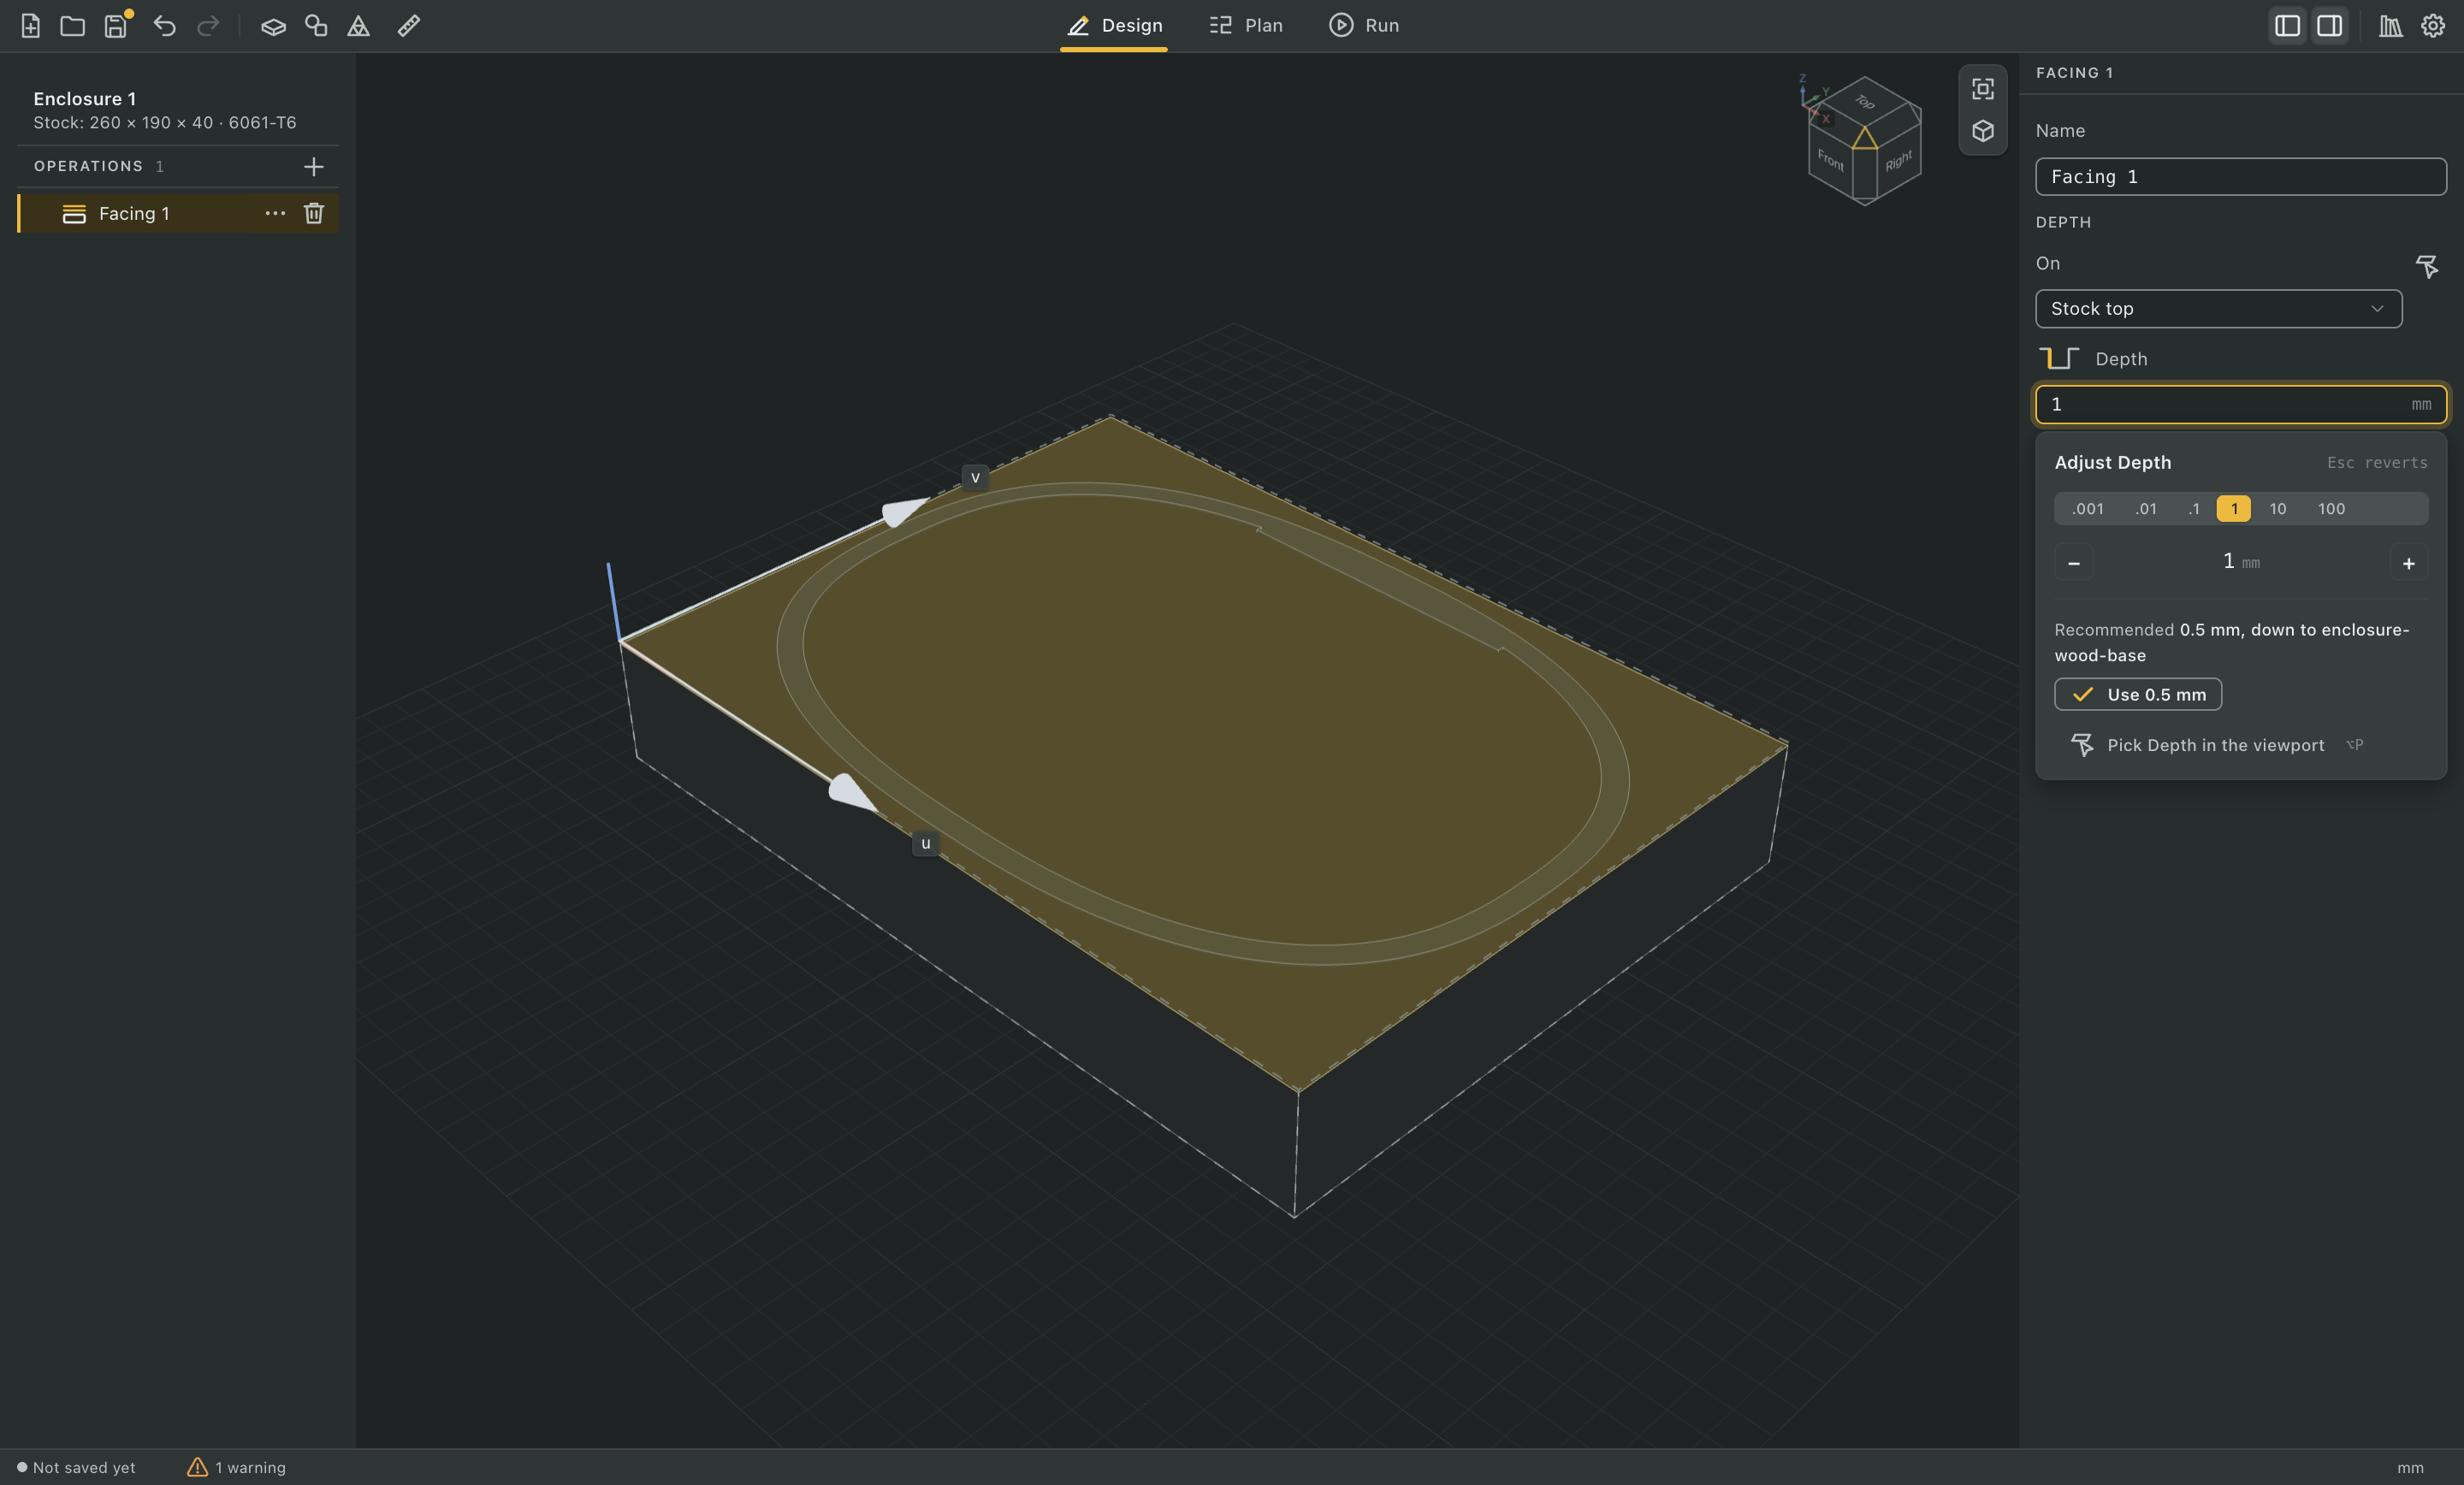 Design
Plan
Run
Enclosure 1
Stock: 260 × 190 × 40 · 6061-T6
OPERATIONS 1
Facing 1
Z
Y
X
Top
Front
Right
v
u
FACING 1
Name
Facing 1
DEPTH
On
Stock top
Depth
1 mm
Adjust Depth Esc reverts
.001 .01 .1 1 10 100
− 1 mm +
Recommended 0.5 mm, down to enclosure-
wood-base
Use 0.5 mm
Pick Depth in the viewport ⌥P
Not saved yet
1 warning
mm